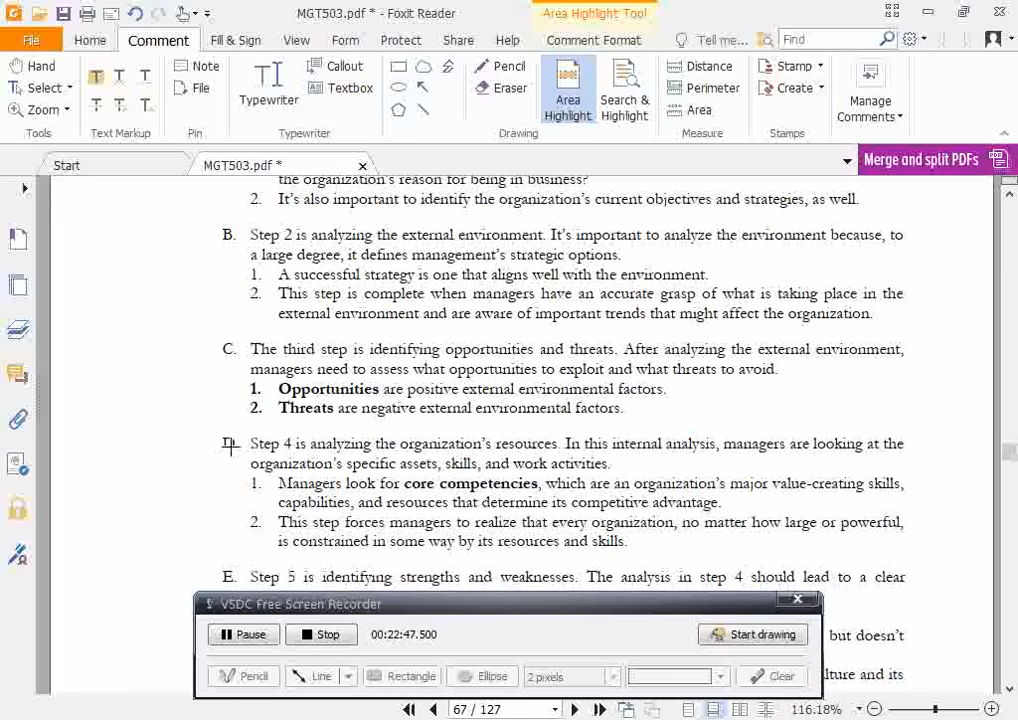 MGT503.pdf * - Foxit Reader
Area Highlight Tool
File
Home
Comment
Fill & Sign
View
Form
Protect
Share
Help
Comment Format
Tell me...
Find
Hand
Select
Zoom
Tools
T T T
T T T
Text Markup
Note
File
Pin
Typewriter
Callout
Textbox
Typewriter
Pencil
Eraser
Drawing
Area
Highlight
Search &
Highlight
Distance
Perimeter
Area
Measure
Stamp
Create
Stamps
Manage
Comments
Start
MGT503.pdf *
Merge and split PDFs
the organization's reason for being in business?
2. It's also important to identify the organization's current objectives and strategies, as well.
B. Step 2 is analyzing the external environment. It's important to analyze the environment because, to
a large degree, it defines management's strategic options.
1. A successful strategy is one that aligns well with the environment.
2. This step is complete when managers have an accurate grasp of what is taking place in the
external environment and are aware of important trends that might affect the organization.
C. The third step is identifying opportunities and threats. After analyzing the external environment,
managers need to assess what opportunities to exploit and what threats to avoid.
1. Opportunities are positive external environmental factors.
2. Threats are negative external environmental factors.
Step 4 is analyzing the organization's resources. In this internal analysis, managers are looking at the
organization's specific assets, skills, and work activities.
1. Managers look for core competencies, which are an organization's major value-creating skills,
capabilities, and resources that determine its competitive advantage.
2. This step forces managers to realize that every organization, no matter how large or powerful,
is constrained in some way by its resources and skills.
E. Step 5 is identifying strengths and weaknesses. The analysis in step 4 should lead to a clear
but doesn't
lture and its
VSDC Free Screen Recorder
Pause
Stop
00:22:47.500
Start drawing
Pencil
Line
Rectangle
Ellipse
2 pixels
Clear
67 / 127
116.18%